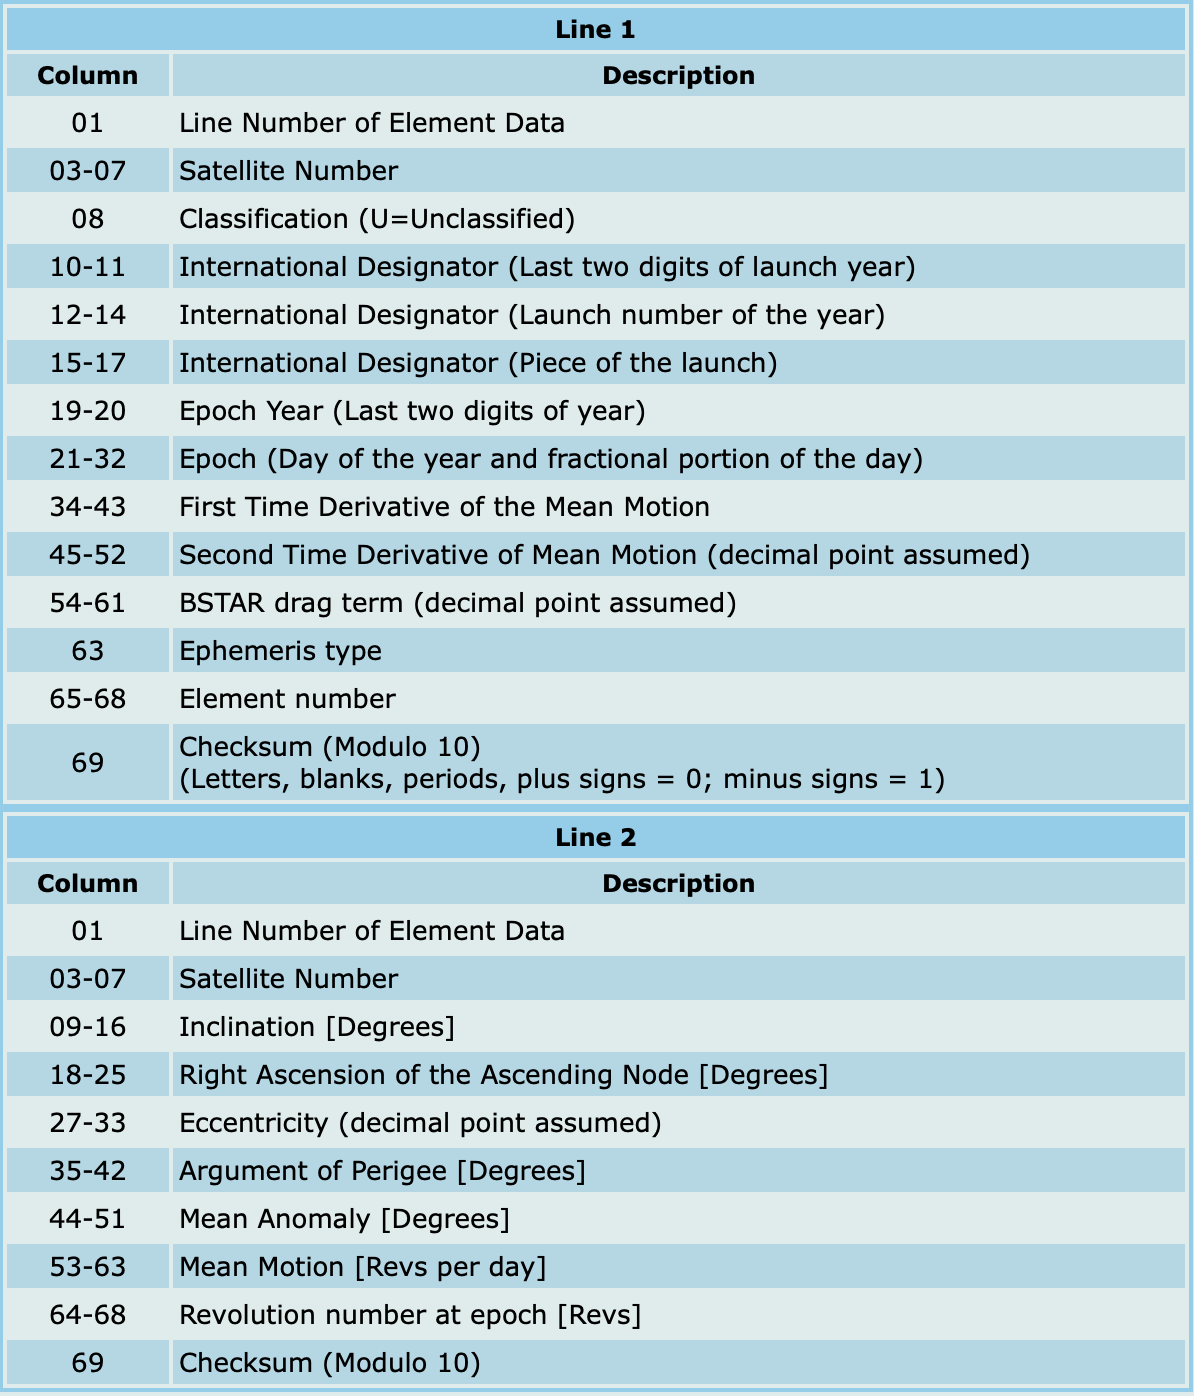 Line 1
Column Description
01 Line Number of Element Data
03-07 Satellite Number
08 Classification (U=Unclassified)
10-11 International Designator (Last two digits of launch year)
12-14 International Designator (Launch number of the year)
15-17 International Designator (Piece of the launch)
19-20 Epoch Year (Last two digits of year)
21-32 Epoch (Day of the year and fractional portion of the day)
34-43 First Time Derivative of the Mean Motion
45-52 Second Time Derivative of Mean Motion (decimal point assumed)
54-61 BSTAR drag term (decimal point assumed)
63 Ephemeris type
65-68 Element number
69 Checksum (Modulo 10)
(Letters, blanks, periods, plus signs = 0; minus signs = 1)
Line 2
Column Description
01 Line Number of Element Data
03-07 Satellite Number
09-16 Inclination [Degrees]
18-25 Right Ascension of the Ascending Node [Degrees]
27-33 Eccentricity (decimal point assumed)
35-42 Argument of Perigee [Degrees]
44-51 Mean Anomaly [Degrees]
53-63 Mean Motion [Revs per day]
64-68 Revolution number at epoch [Revs]
69 Checksum (Modulo 10)